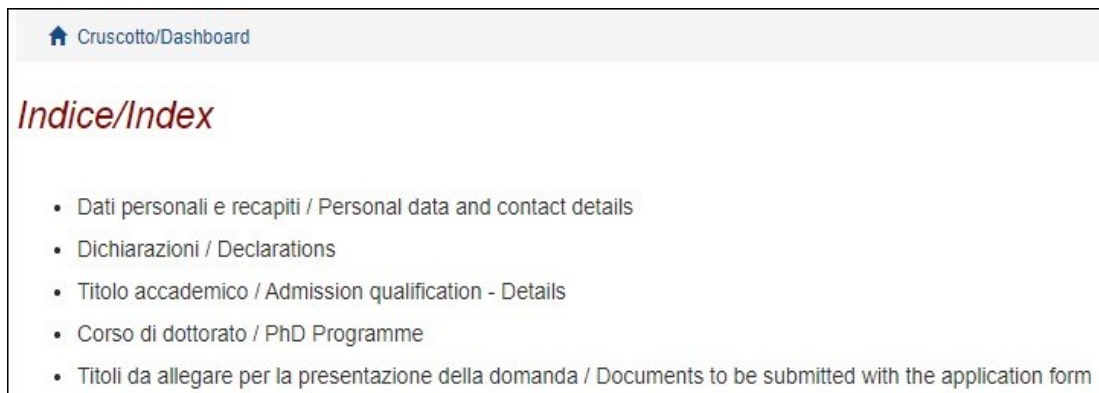 Cruscotto/Dashboard
Indice/Index
• Dati personali e recapiti / Personal data and contact details
• Dichiarazioni / Declarations
• Titolo accademico / Admission qualification - Details
• Corso di dottorato / PhD Programme
• Titoli da allegare per la presentazione della domanda / Documents to be submitted with the application form